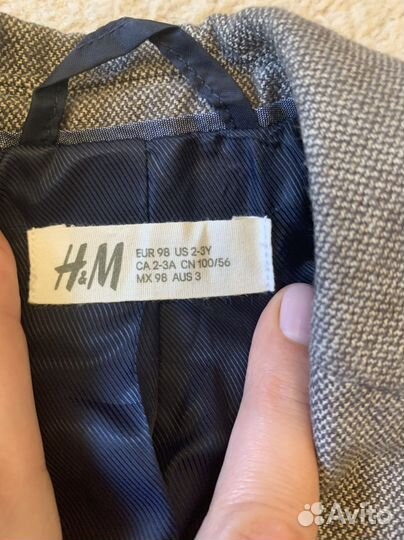 H&M
EUR 98 US 2-3Y
CA 2-3A CN 100/56
MX 98 AUS 3
Avito